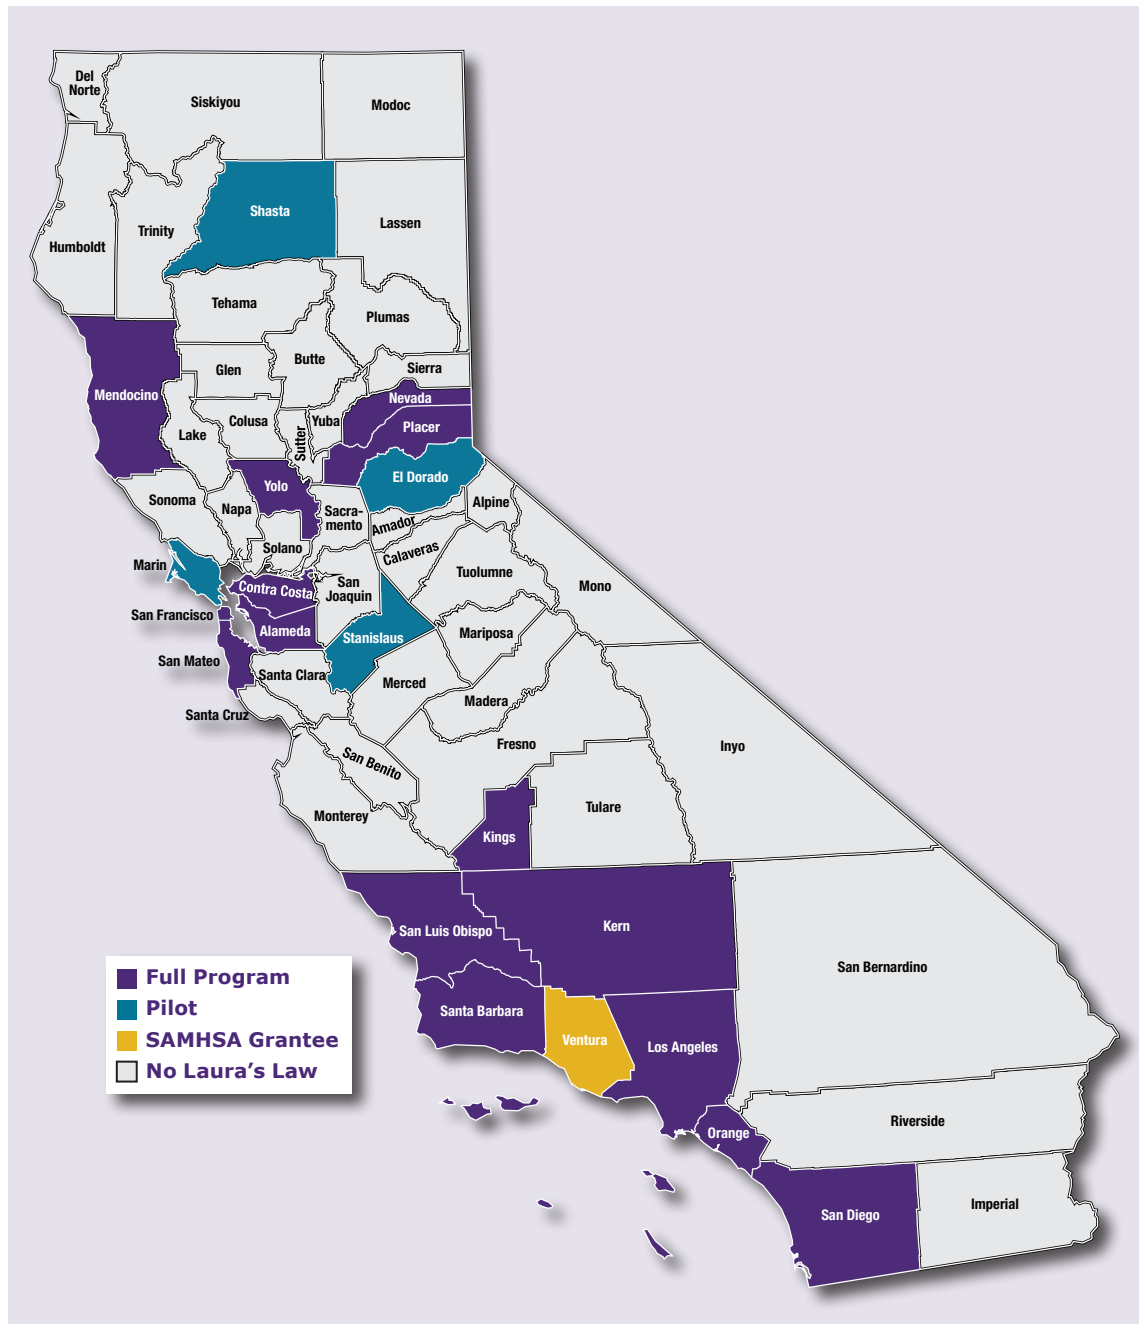 Del
Norte
Siskiyou
Modoc
Shasta
Lassen
Trinity
Humboldt
Tehama
Plumas
Butte
Glen
Sierra
Mendocino
Nevada
Colusa
Yuba
Placer
Lake
Sutter
El Dorado
Yolo
Sonoma
Napa
Sacra-
mento
Alpine
Amador
Solano
Calaveras
Marin
Tuolumne
San
Joaquin
Mono
Contra Costa
San Francisco
Alameda
Stanislaus
Mariposa
San Mateo
Santa Clara
Merced
Madera
Santa Cruz
Fresno
Inyo
San Benito
Tulare
Monterey
Kings
Kern
San Luis Obispo
San Bernardino
Santa Barbara
Ventura
Los Angeles
Full Program
Pilot
SAMHSA Grantee
No Laura's Law
Riverside
Orange
Imperial
San Diego